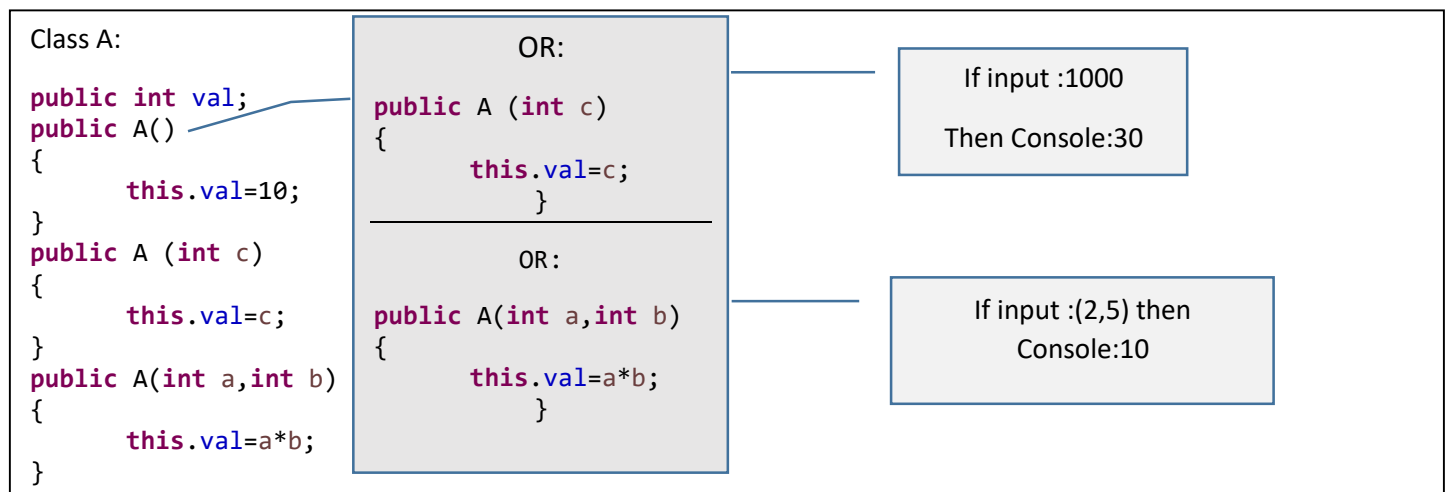 Class A:
public int val;
public A()
{
this.val=10;
}
public A (int c)
{
this.val=c;
}
public A(int a,int b)
{
this.val=a*b;
}
OR:
public A (int c)
{
this.val=c;
}
OR:
public A(int a,int b)
{
this.val=a*b;
}
If input :1000
Then Console:30
If input :(2,5) then
Console:10